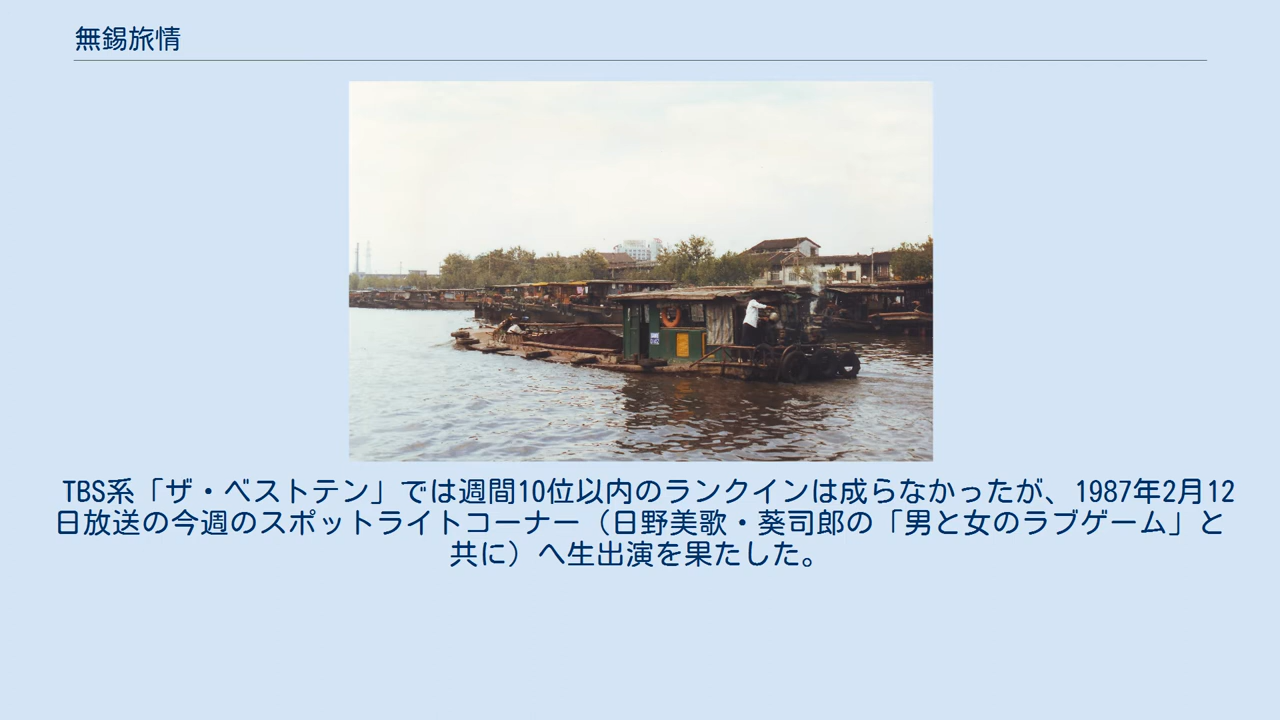 無錫旅情
TBS系「ザ・ベストテン」では週間10位以内のランクインは成らなかったが、1987年2月12
日放送の今週のスポットライトコーナー（日野美歌・葵司郎の「男と女のラブゲーム」と
共に）へ生出演を果たした。